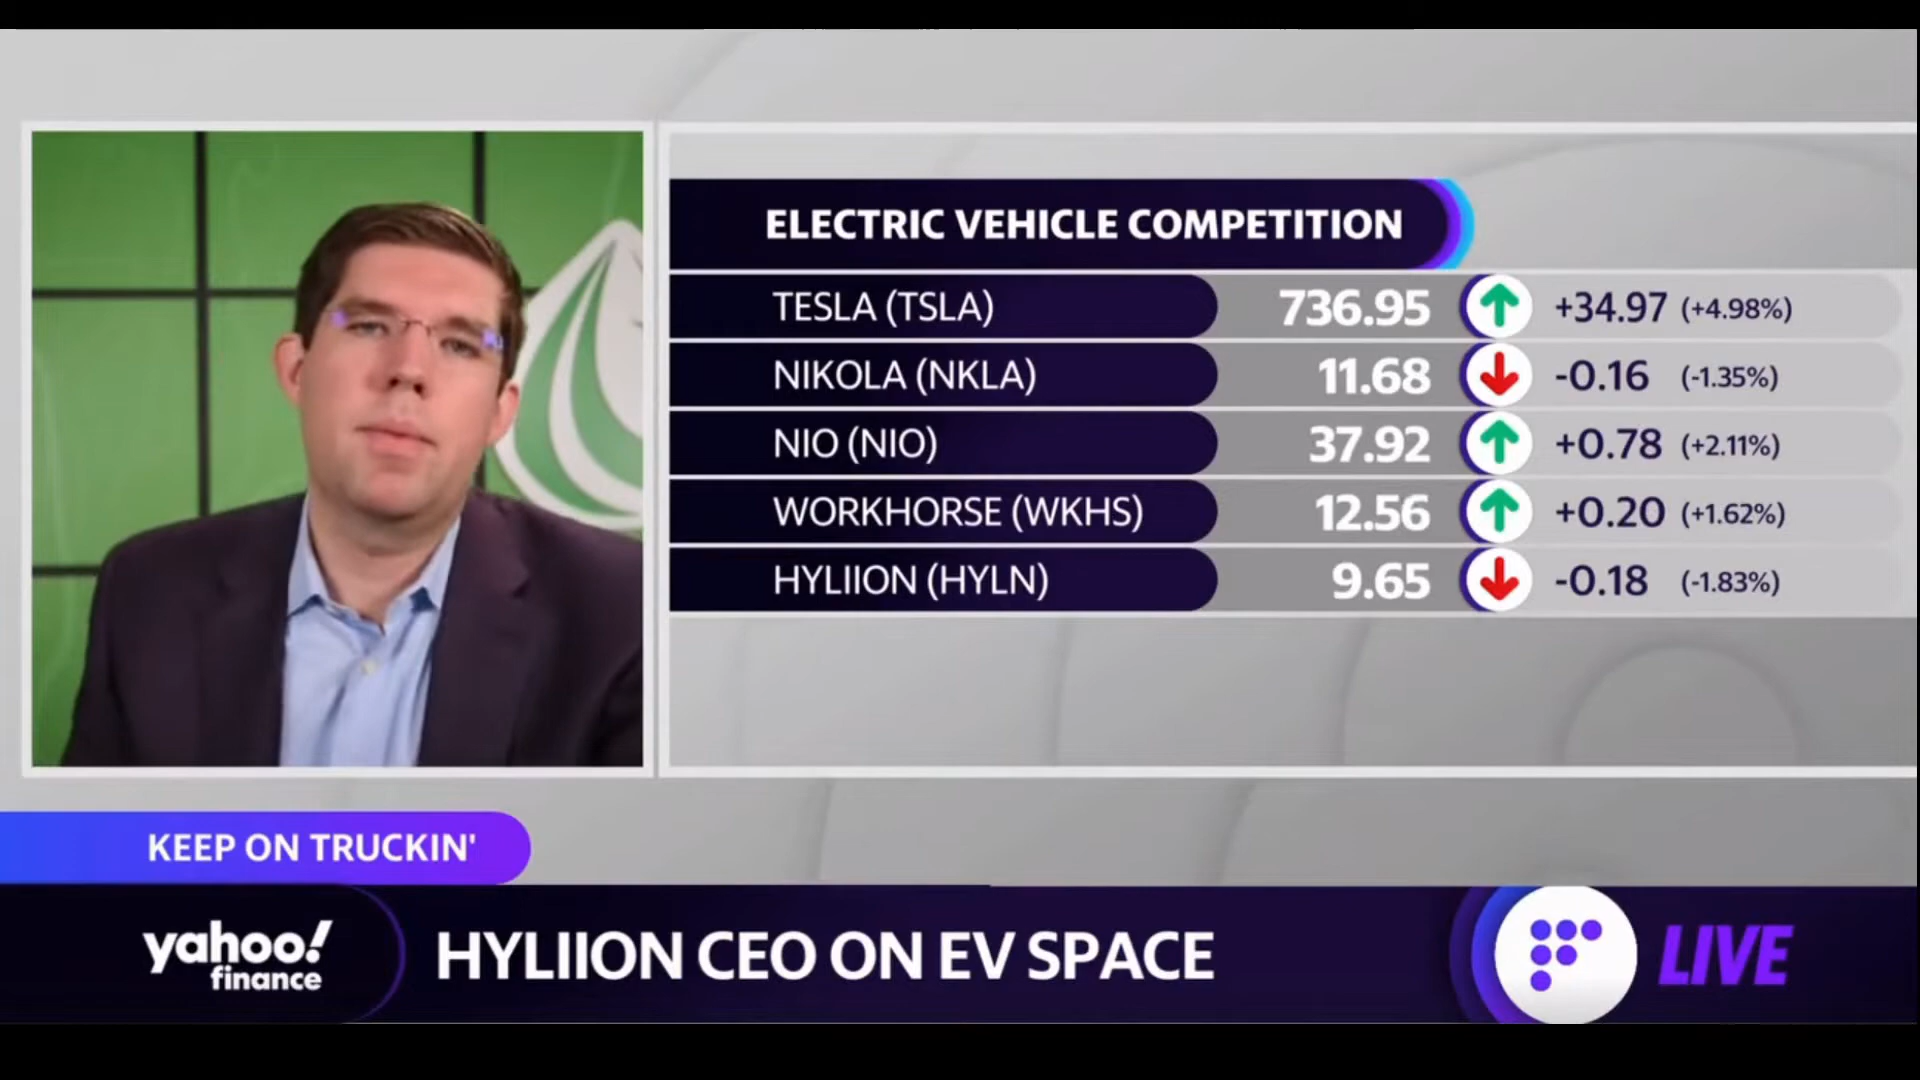 ELECTRIC VEHICLE COMPETITION
TESLA (TSLA) 736.95 +34.97 (+4.98%)
NIKOLA (NKLA) 11.68 -0.16 (-1.35%)
NIO (NIO) 37.92 +0.78 (+2.11%)
WORKHORSE (WKHS) 12.56 +0.20 (+1.62%)
HYLIION (HYLN) 9.65 -0.18 (-1.83%)
KEEP ON TRUCKIN'
yahoo!
finance
HYLIION CEO ON EV SPACE
LIVE